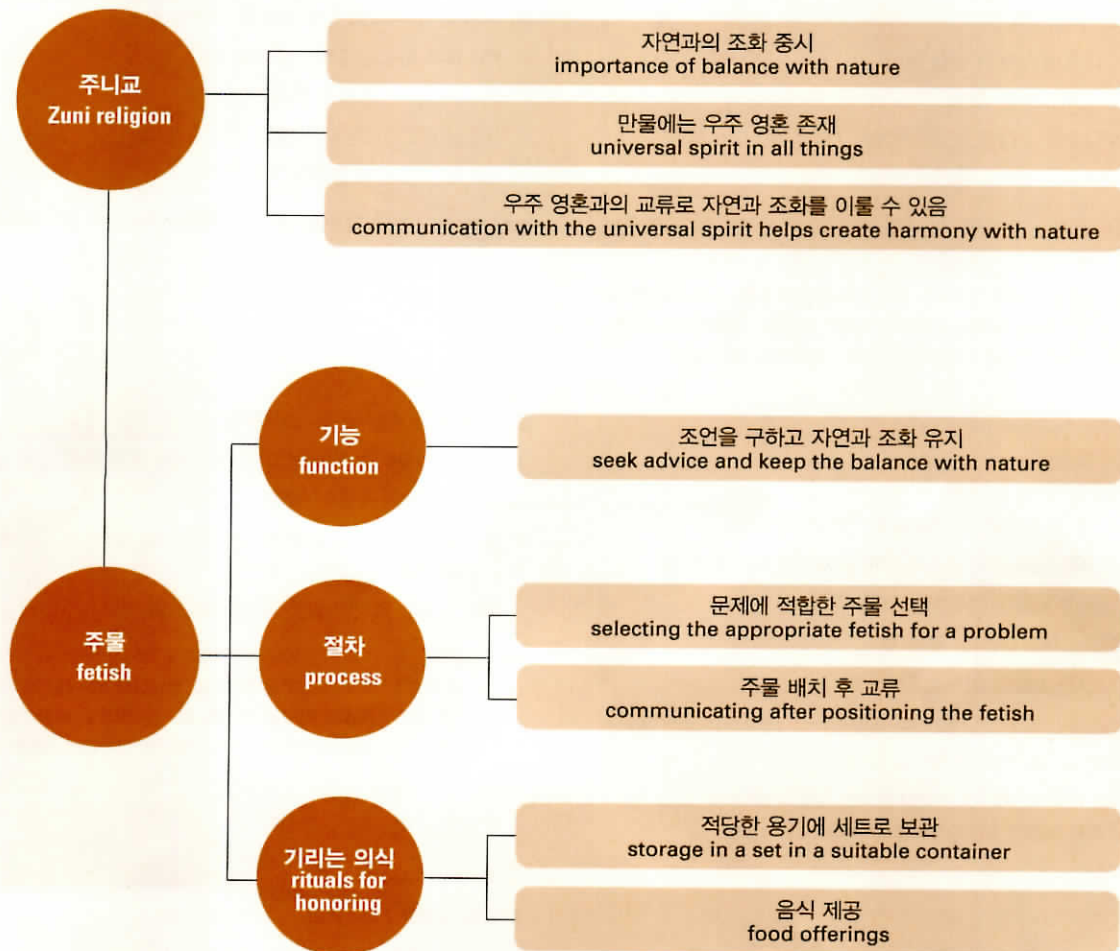 주니교
Zuni religion
자연과의 조화 중시
importance of balance with nature
만물에는 우주 영혼 존재
universal spirit in all things
우주 영혼과의 교류로 자연과 조화를 이룰 수 있음
communication with the universal spirit helps create harmony with nature
주물
fetish
기능
function
조언을 구하고 자연과 조화 유지
seek advice and keep the balance with nature
절차
process
문제에 적합한 주물 선택
selecting the appropriate fetish for a problem
주물 배치 후 교류
communicating after positioning the fetish
기리는 의식
rituals for
honoring
적당한 용기에 세트로 보관
storage in a set in a suitable container
음식 제공
food offerings